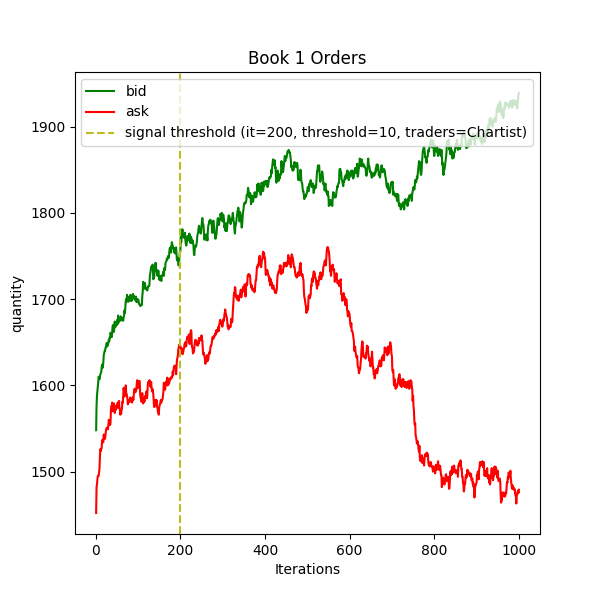 Book 1 Orders
bid
ask
signal threshold (it=200, threshold=10, traders=Chartist)
1900
1800
1700
1600
1500
quantity
0 200 400 600 800 1000
Iterations